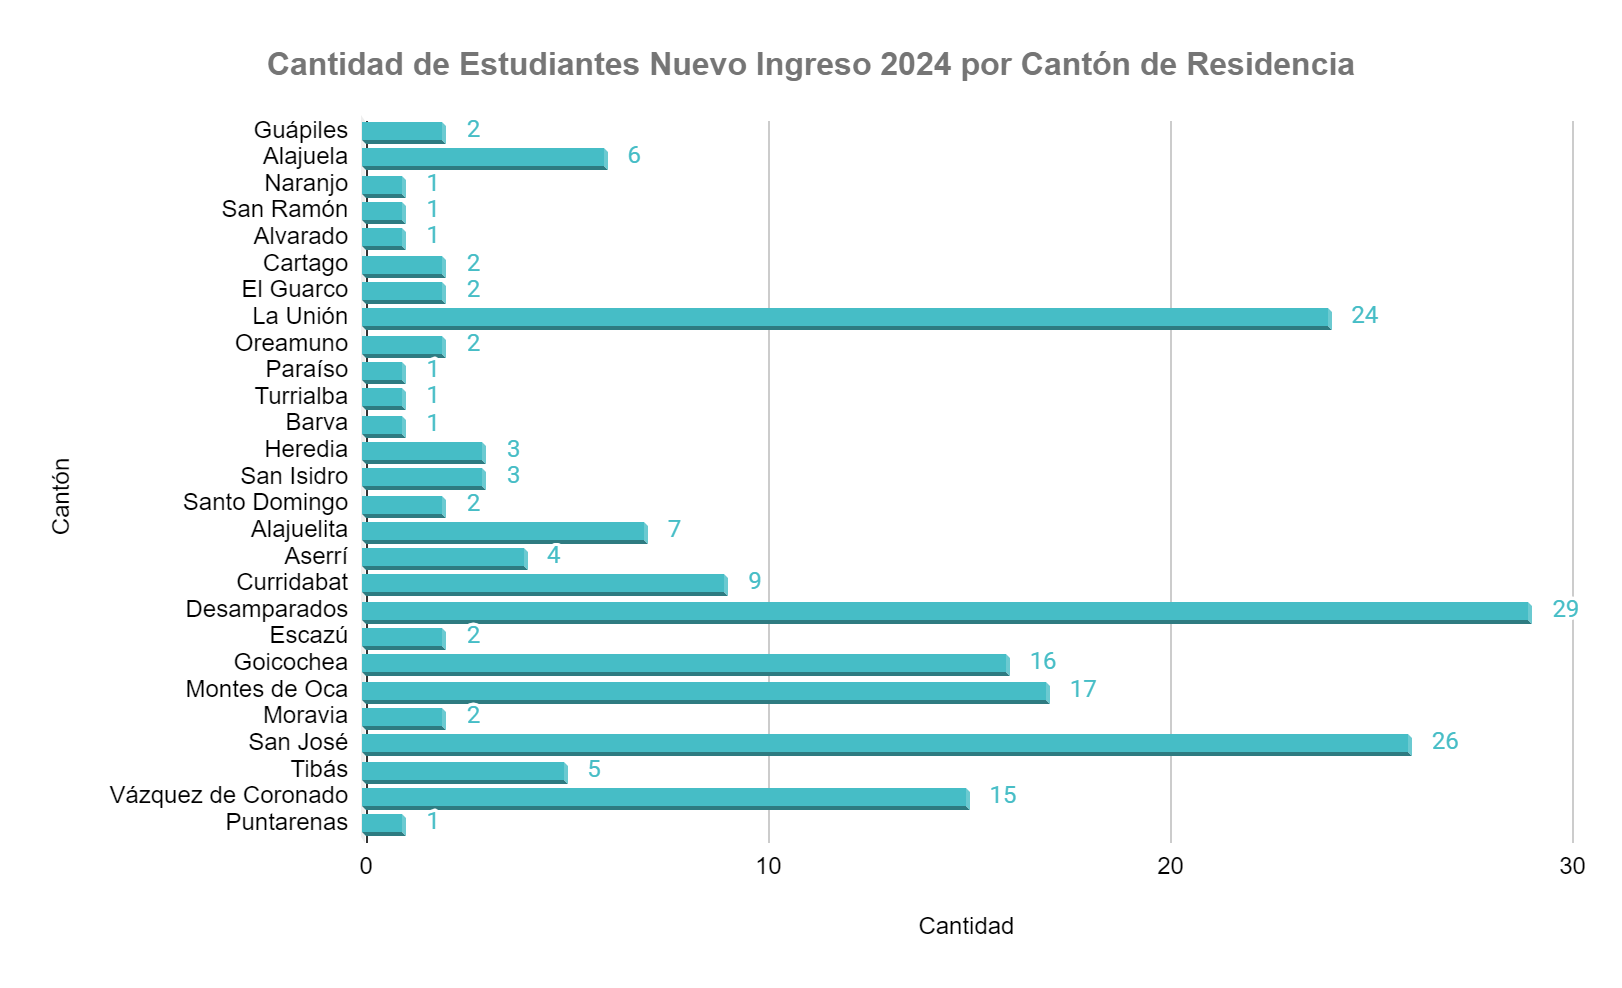 Cantidad de Estudiantes Nuevo Ingreso 2024 por Cantón de Residencia
Guápiles 2
Alajuela 6
Naranjo 1
San Ramón 1
Alvarado 1
Cartago 2
El Guarco 2
La Unión 24
Oreamuno 2
Paraíso 1
Turrialba 1
Barva 1
Heredia 3
San Isidro 3
Santo Domingo 2
Alajuelita 7
Aserrí 4
Curridabat 9
Desamparados 29
Escazú 2
Goicochea 16
Montes de Oca 17
Moravia 2
San José 26
Tibás 5
Vázquez de Coronado 15
Puntarenas 1
Cantón
0 10 20 30
Cantidad